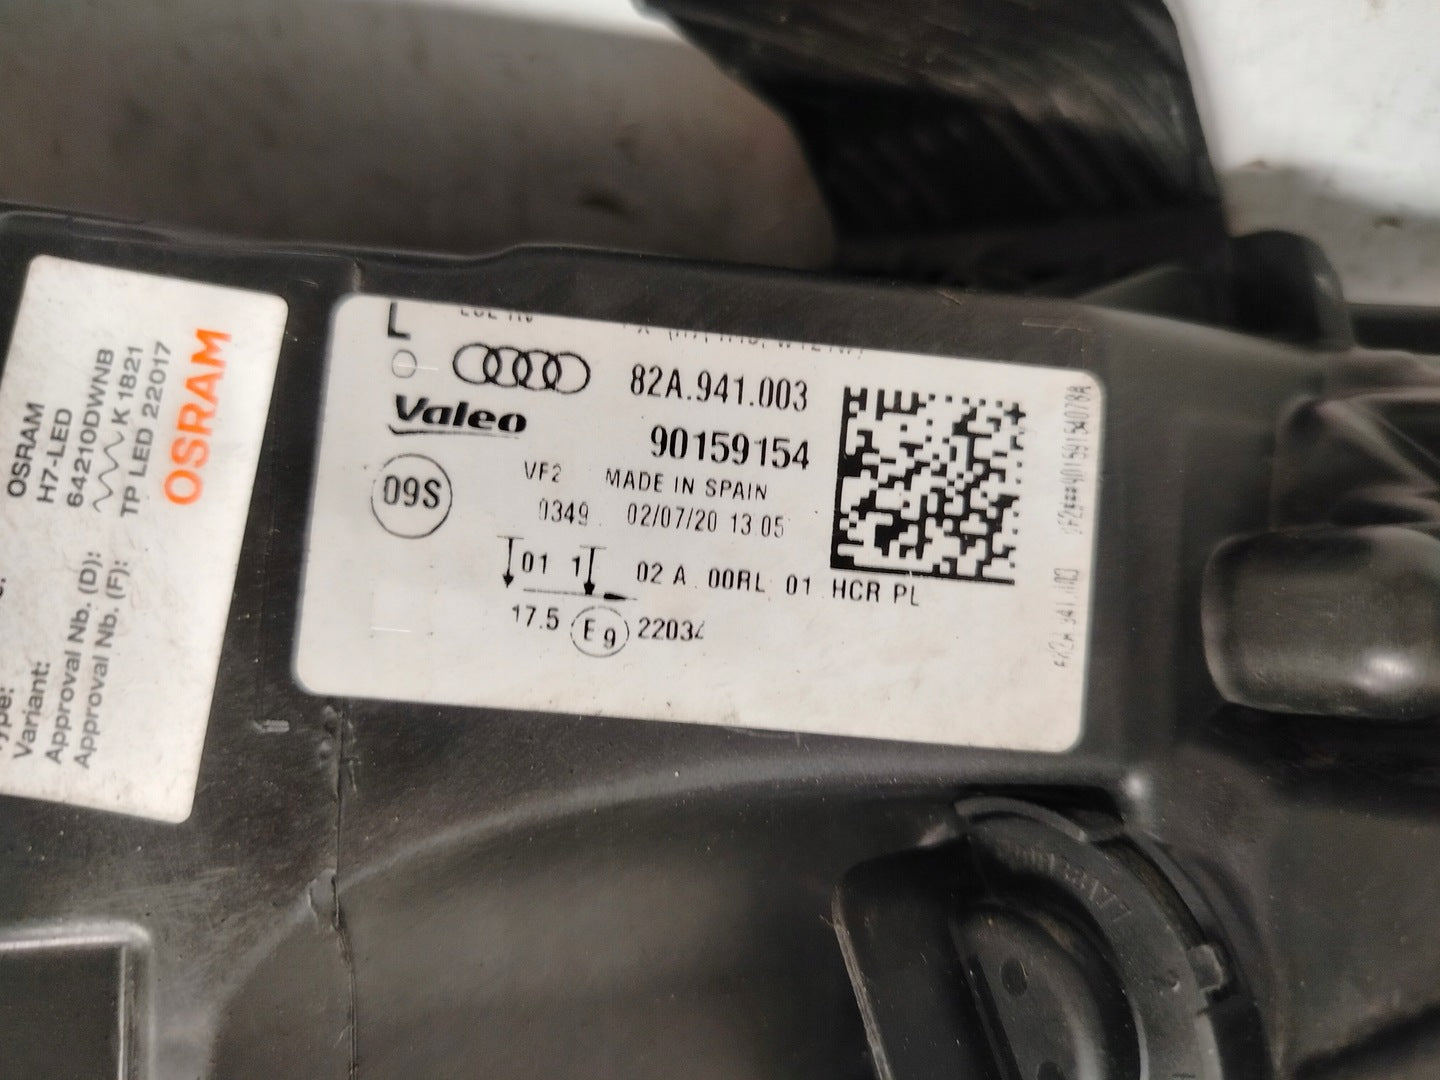 OSRAM
H7-LED
64210DWNB
K 1821
TP LED 22017
OSRAM
Variant:
Approval Nb. (D):
Approval Nb. (F):
L
82A.941.003
Valeo
90159154
VF2 MADE IN SPAIN
09S
0349 02/07/20 13 05
01 1 02 A 00RL 01 HCR PL
17.5 E9 22034